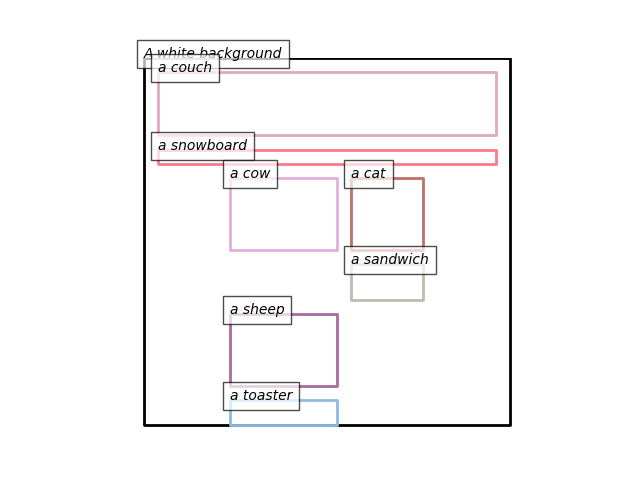 A white background
a couch
a snowboard
a cow
a cat
a sandwich
a sheep
a toaster